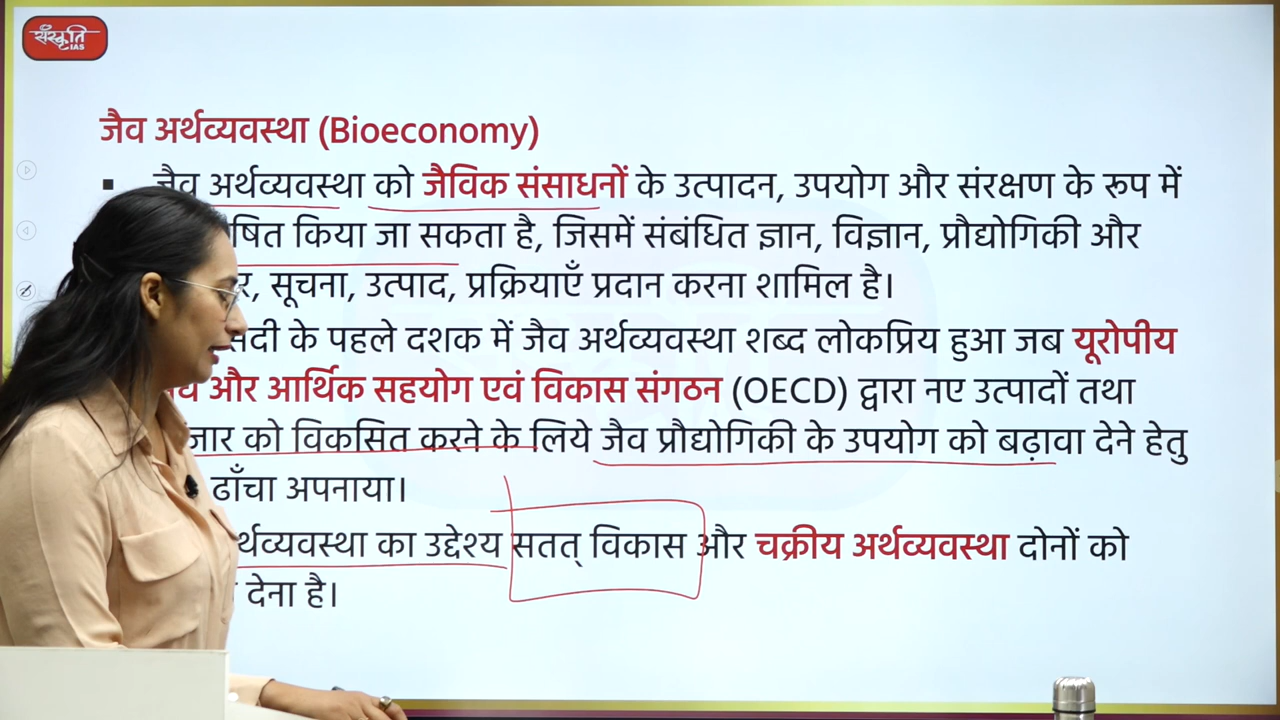 संस्कृति
IAS
जैव अर्थव्यवस्था (Bioeconomy)
▪ जैव अर्थव्यवस्था को जैविक संसाधनों के उत्पादन, उपयोग और संरक्षण के रूप में
किया जा सकता है, जिसमें संबंधित ज्ञान, विज्ञान, प्रौद्योगिकी और
सूचना, उत्पाद, प्रक्रियाएँ प्रदान करना शामिल है।
सदी के पहले दशक में जैव अर्थव्यवस्था शब्द लोकप्रिय हुआ जब यूरोपीय
और आर्थिक सहयोग एवं विकास संगठन (OECD) द्वारा नए उत्पादों तथा
को विकसित करने के लिये जैव प्रौद्योगिकी के उपयोग को बढ़ावा देने हेतु
ढाँचा अपनाया।
का उद्देश्य सतत् विकास और चक्रीय अर्थव्यवस्था दोनों को
देना है।